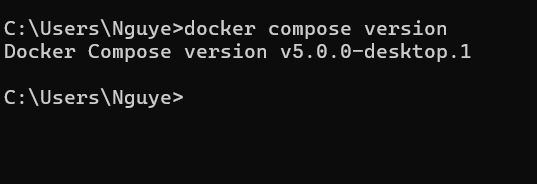 C:\Users\Nguye>docker compose version
Docker Compose version v5.0.0-desktop.1
C:\Users\Nguye>